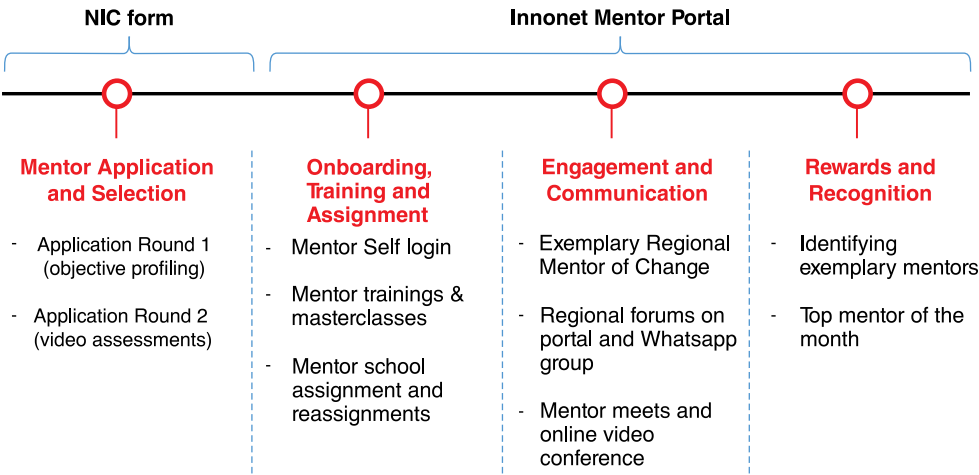 NIC form
Innonet Mentor Portal
Mentor Application
and Selection
- Application Round 1
(objective profiling)
- Application Round 2
(video assessments)
Onboarding,
Training and
Assignment
- Mentor Self login
- Mentor trainings &
masterclasses
- Mentor school
assignment and
reassignments
Engagement and
Communication
- Exemplary Regional
Mentor of Change
- Regional forums on
portal and Whatsapp
group
- Mentor meets and
online video
conference
Rewards and
Recognition
- Identifying
exemplary mentors
- Top mentor of the
month